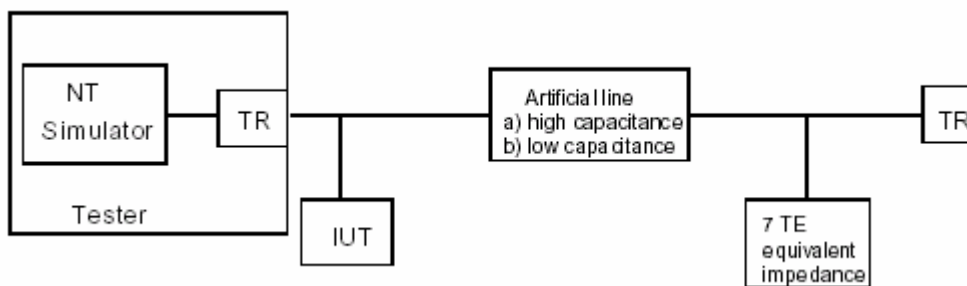 NT
Simulator
TR
Tester
IUT
Artificial line
a) high capacitance
b) low capacitance
7 TE
equivalent
impedance
TR